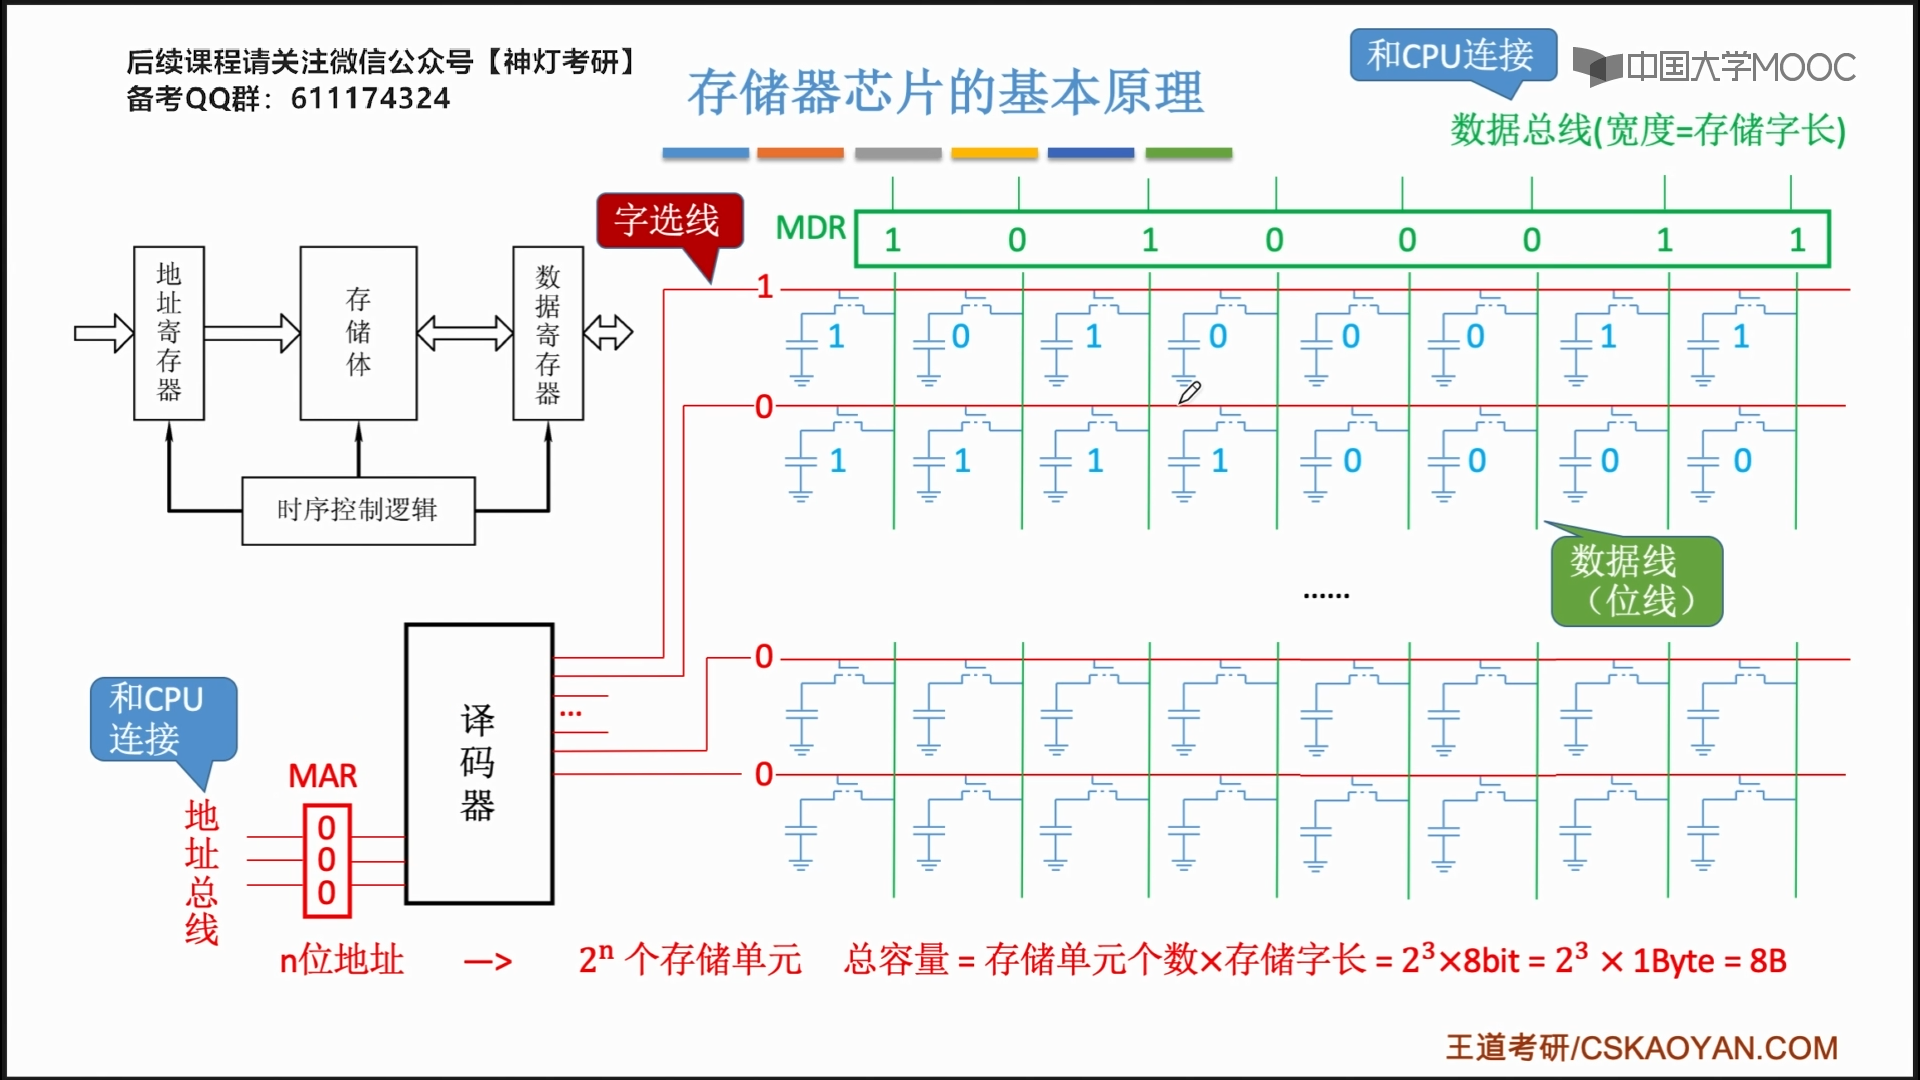 后续课程请关注微信公众号【神灯考研】
备考QQ群：611174324
存储器芯片的基本原理
和CPU连接
中国大学MOOC
数据总线(宽度=存储字长)
字选线
MDR
1 0 1 0 0 0 1 1
地址寄存器
存储体
数据寄存器
时序控制逻辑
1
1 0 1 0 0 0 1 1
0
1 1 1 1 0 0 0 0
数据线
（位线）
......
0
0
译码器
...
和CPU
连接
MAR
地址总线
0
0
0
n位地址 —> 2ⁿ 个存储单元 总容量 = 存储单元个数×存储字长 = 2³×8bit = 2³ × 1Byte = 8B
王道考研/CSKAOYAN.COM